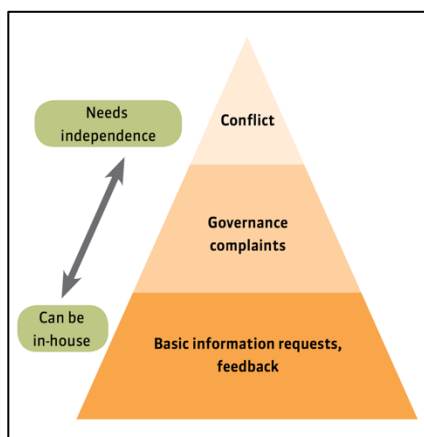 Needs
independence
Conflict
Governance
complaints
Can be
in-house
Basic information requests,
feedback